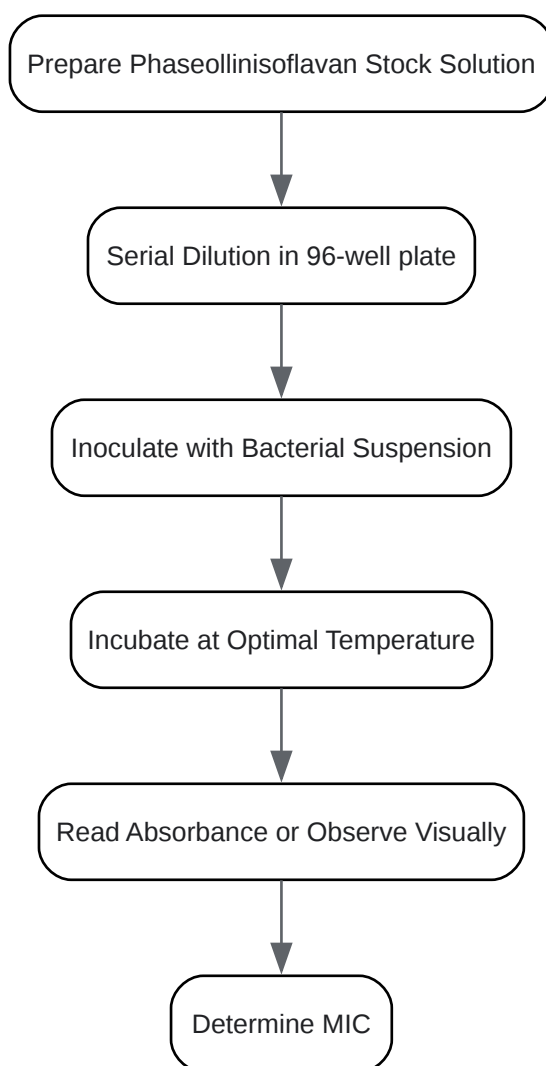 Prepare Phaseollinisoflavan Stock Solution
Serial Dilution in 96-well plate
Inoculate with Bacterial Suspension
Incubate at Optimal Temperature
Read Absorbance or Observe Visually
Determine MIC